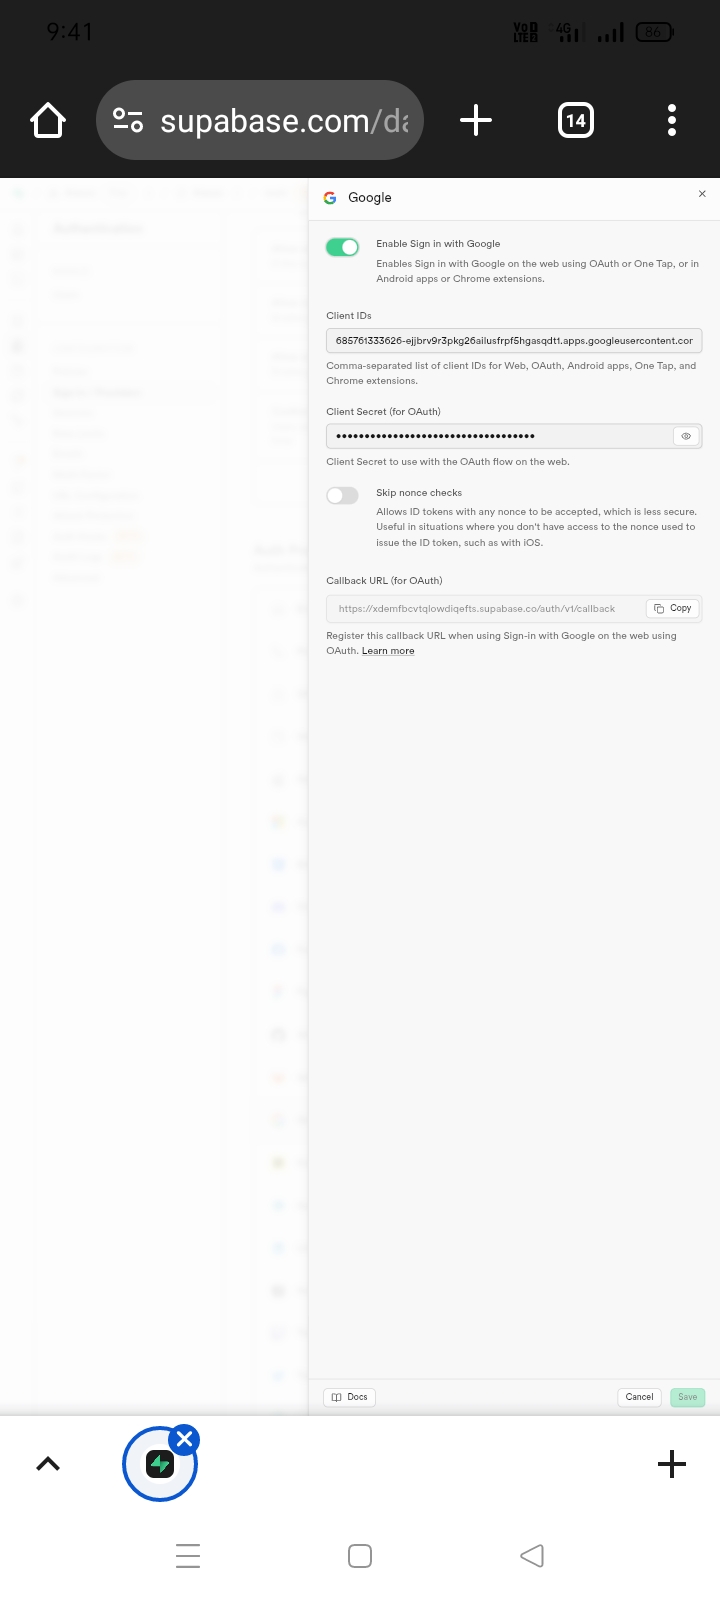 9:41
Vo LTE
4G
86
supabase.com/da
14
Google
Enable Sign in with Google
Enables Sign in with Google on the web using OAuth or One Tap, or in
Android apps or Chrome extensions.
Client IDs
685761333626-ejjbrv9r3pkg26ailusfrpf5hgasqdt1.apps.googleusercontent.cor
Comma-separated list of client IDs for Web, OAuth, Android apps, One Tap, and
Chrome extensions.
Client Secret (for OAuth)
•••••••••••••••••••••••••••••••••••
Client Secret to use with the OAuth flow on the web.
Skip nonce checks
Allows ID tokens with any nonce to be accepted, which is less secure.
Useful in situations where you don't have access to the nonce used to
issue the ID token, such as with iOS.
Callback URL (for OAuth)
https://xdemfbcvtqlowdiqefts.supabase.co/auth/v1/callback
Copy
Register this callback URL when using Sign-in with Google on the web using
OAuth. Learn more
Docs
Cancel
Save